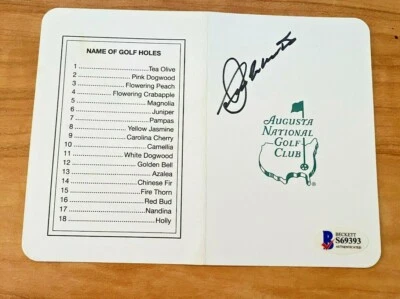 NAME OF GOLF HOLES
1 ........ Tea Olive
2 ........ Pink Dogwood
3 ........ Flowering Peach
4 ........ Flowering Crabapple
5 ........ Magnolia
6 ........ Juniper
7 ........ Pampas
8 ........ Yellow Jasmine
9 ........ Carolina Cherry
10 ........ Camellia
11 ........ White Dogwood
12 ........ Golden Bell
13 ........ Azalea
14 ........ Chinese Fir
15 ........ Fire Thorn
16 ........ Red Bud
17 ........ Nandina
18 ........ Holly
AUGUSTA
NATIONAL
GOLF
CLUB
®
BECKETT
S69393
AUTHENTICATED